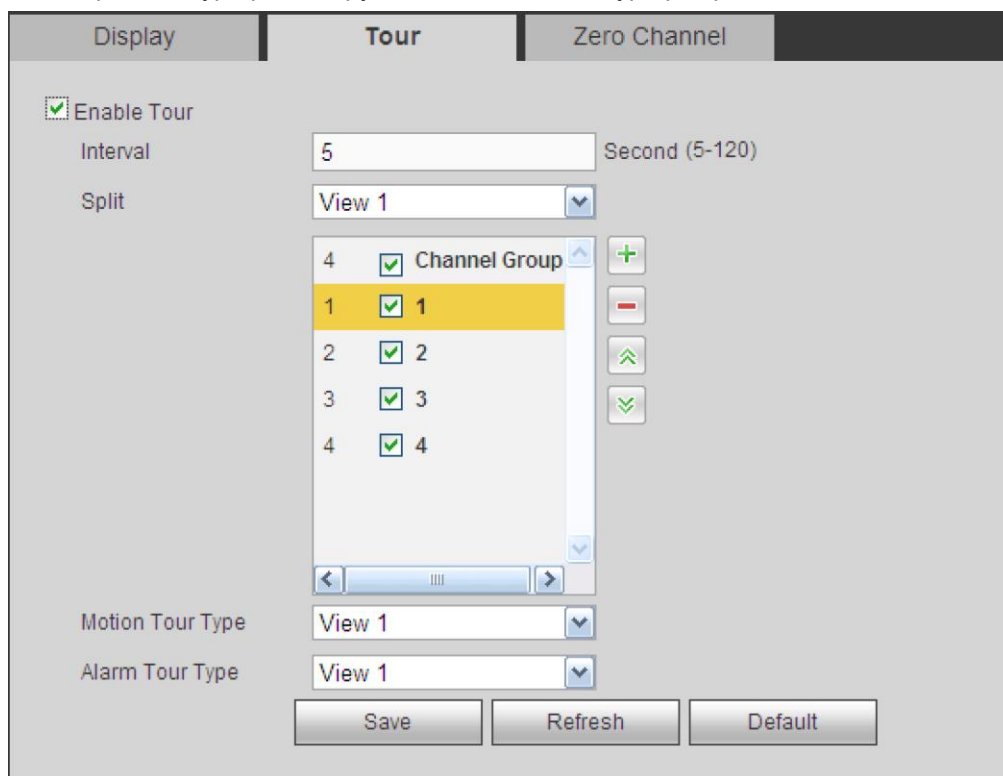 Display Tour Zero Channel
Enable Tour
Interval 5 Second (5-120)
Split View 1
4 Channel Group
1 1
2 2
3 3
4 4
Motion Tour Type View 1
Alarm Tour Type View 1
Save Refresh Default